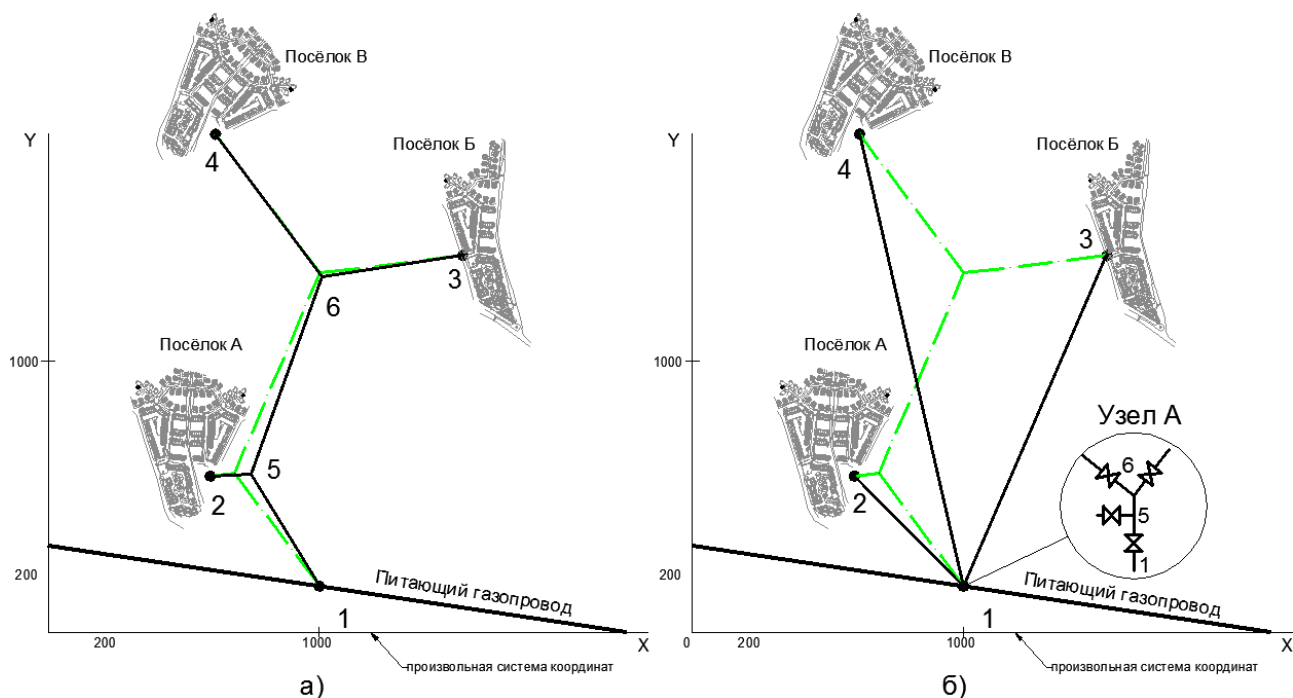 Посёлок В
Y
4
Посёлок Б
3
6
1000
Посёлок А
5
2
200
Питающий газопровод
1
200
1000
X
произвольная система координат
а)
Посёлок В
Y
4
Посёлок Б
3
1000
Посёлок А
Узел А
6
5
1
2
200
Питающий газопровод
1
0
200
1000
X
произвольная система координат
б)